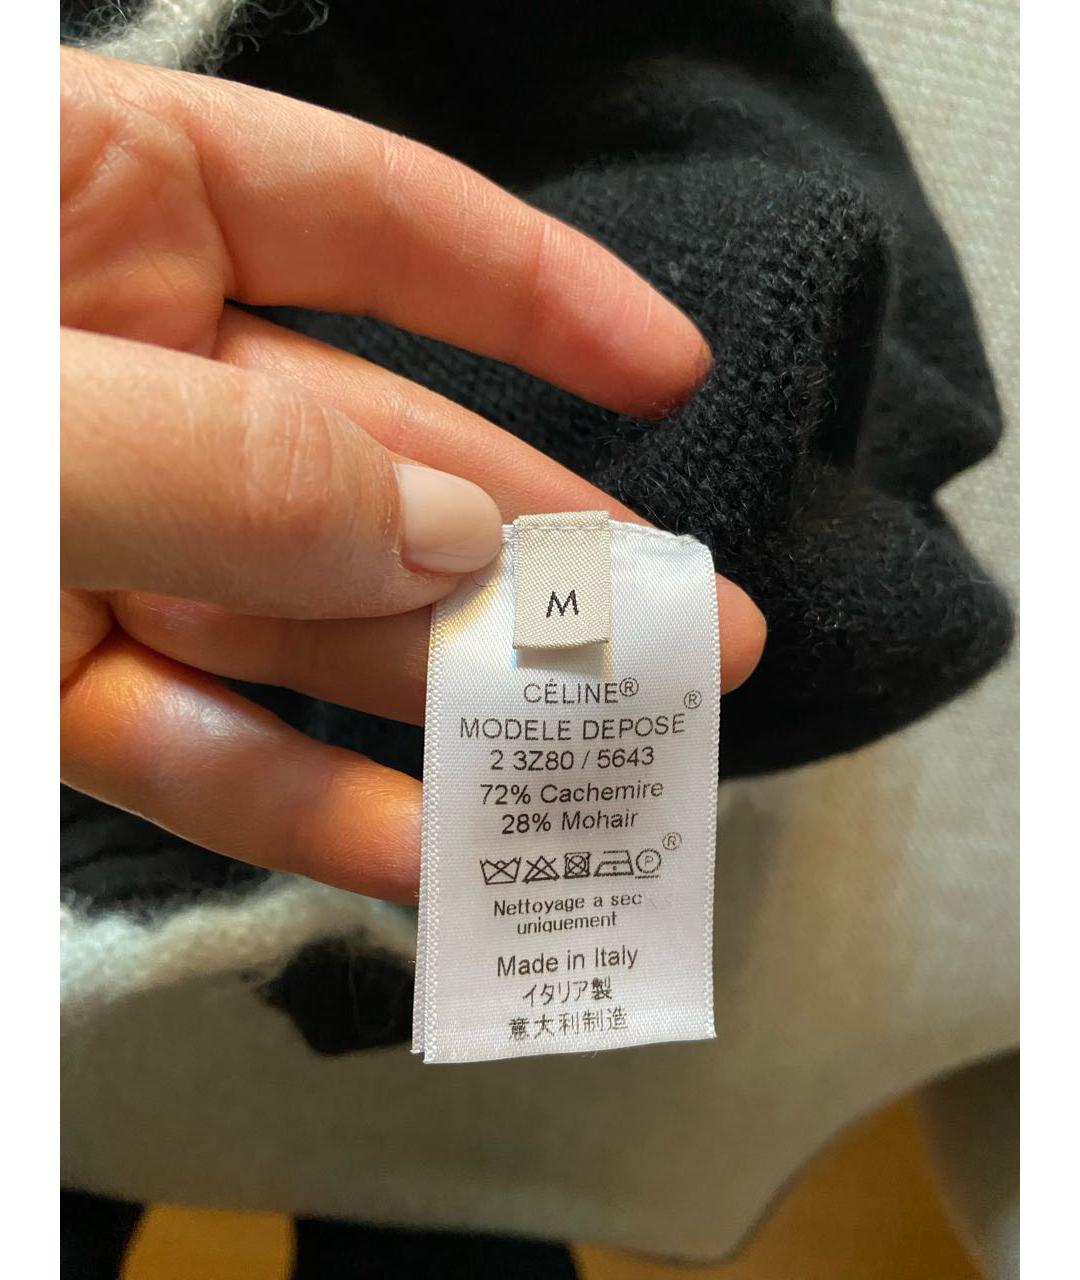 M
CÉLINE®
MODELE DEPOSE®
2 3Z80 / 5643
72% Cachemire
28% Mohair
P ®
Nettoyage a sec
uniquement
Made in Italy
イタリア製
意大利制造